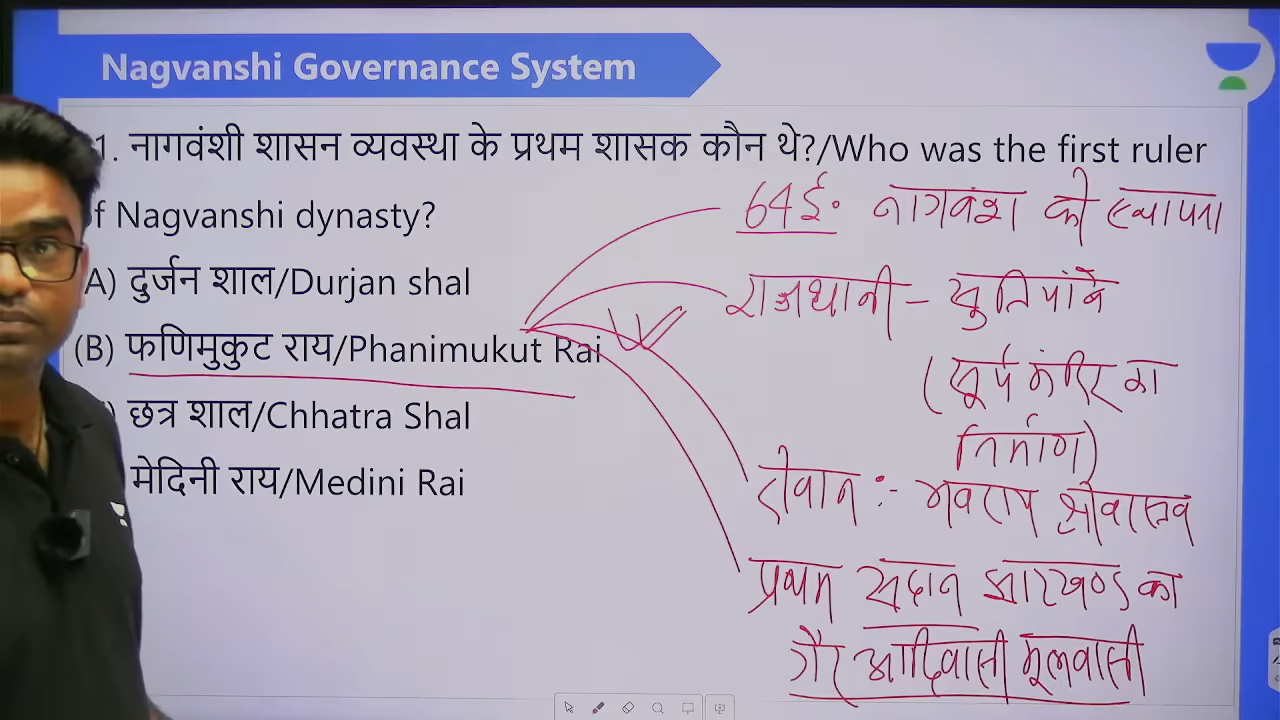 Nagvanshi Governance System
1. नागवंशी शासन व्यवस्था के प्रथम शासक कौन थे?/Who was the first ruler
of Nagvanshi dynasty?
A) दुर्जन शाल/Durjan shal
(B) फणिमुकुट राय/Phanimukut Rai
) छत्र शाल/Chhatra Shal
मेदिनी राय/Medini Rai
64ई. नागवंश की स्थापना
राजधानी - सुतियांबे
(सूर्य मंदिर का
निर्माण)
दीवान :- भवराय श्रीवास्तव
प्रथम सदान झारखण्ड का
गैर आदिवासी मूलवासी